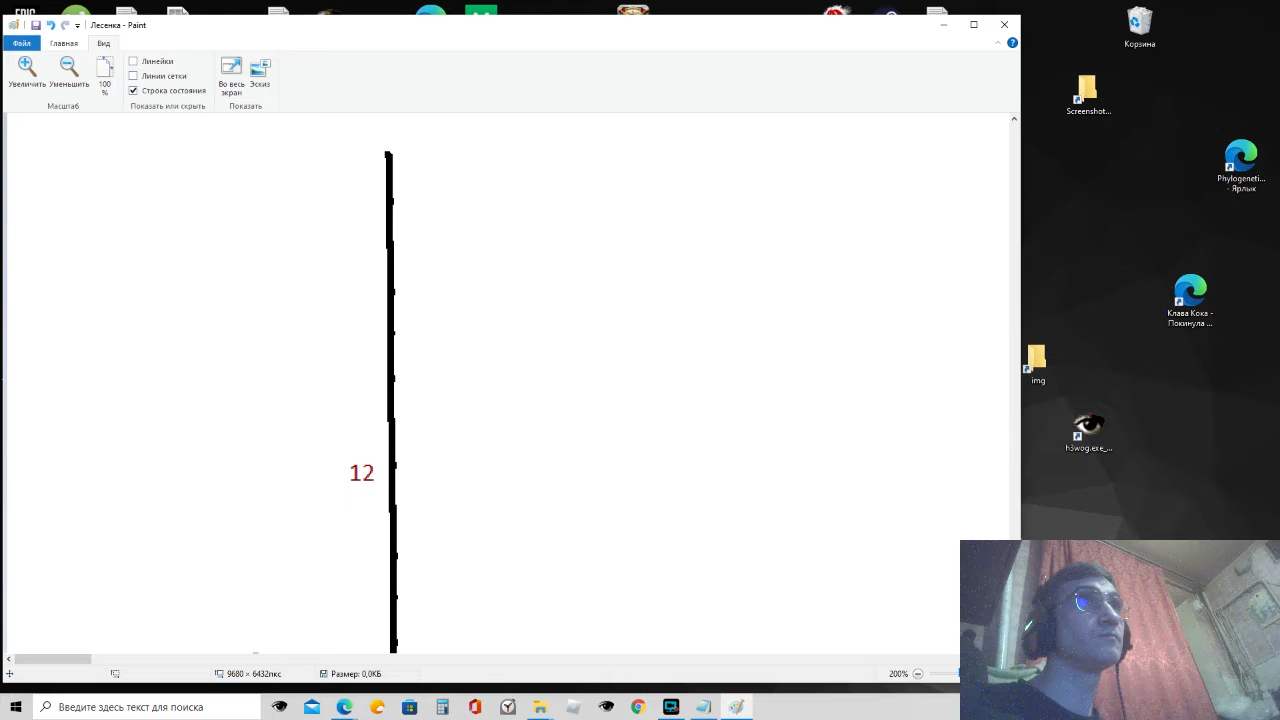 EPIC
Лесенка - Paint
Файл
Главная
Вид
Увеличить
Уменьшить
100
%
Линейки
Линии сетки
Строка состояния
Во весь
экран
Эскиз
Масштаб
Показать или скрыть
Показать
12
9680 × 6432пкс
Размер: 0,0КБ
200%
Корзина
Screenshot...
Phylogeneti...
- Ярлык
Клава Кока -
Покинула ...
img
h3wog.exe_...
Введите здесь текст для поиска